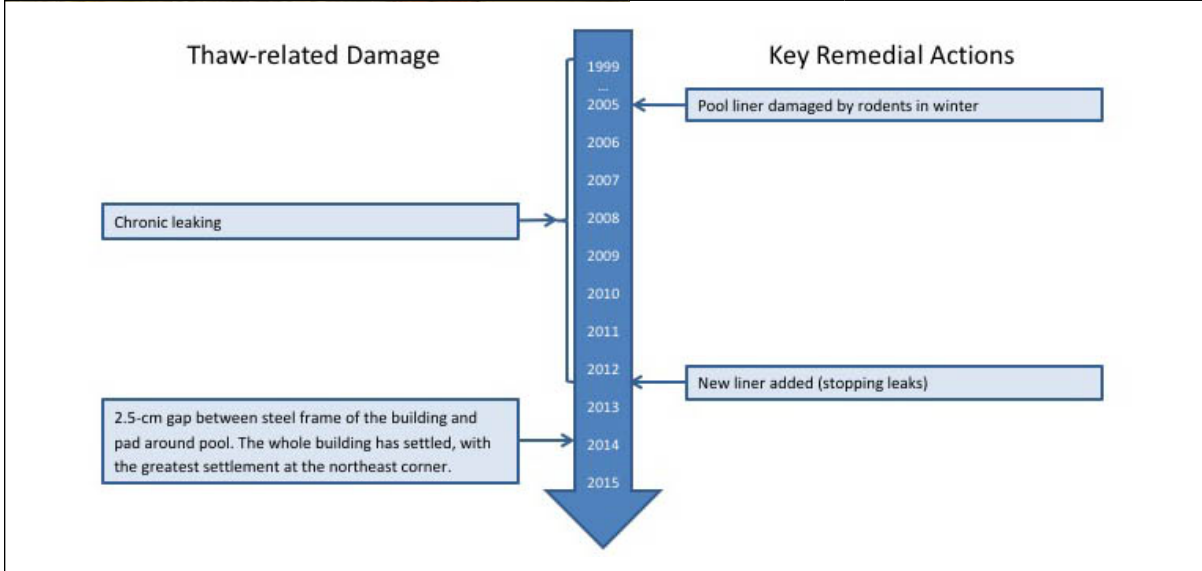 Thaw-related Damage
Key Remedial Actions
1999
...
2005
Pool liner damaged by rodents in winter
2006
2007
Chronic leaking
2008
2009
2010
2011
2012
New liner added (stopping leaks)
2013
2.5-cm gap between steel frame of the building and
pad around pool. The whole building has settled, with
the greatest settlement at the northeast corner.
2014
2015